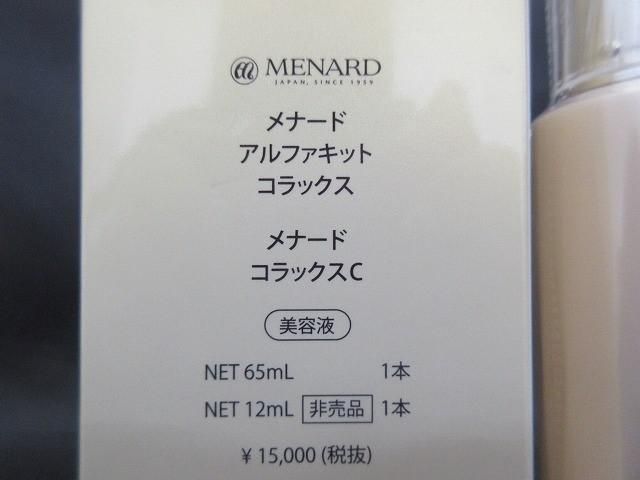 MENARD
JAPAN, SINCE 1959
メナード
アルファキット
コラックス
メナード
コラックスC
美容液
NET 65mL 1本
NET 12mL 非売品 1本
¥15,000(税抜)